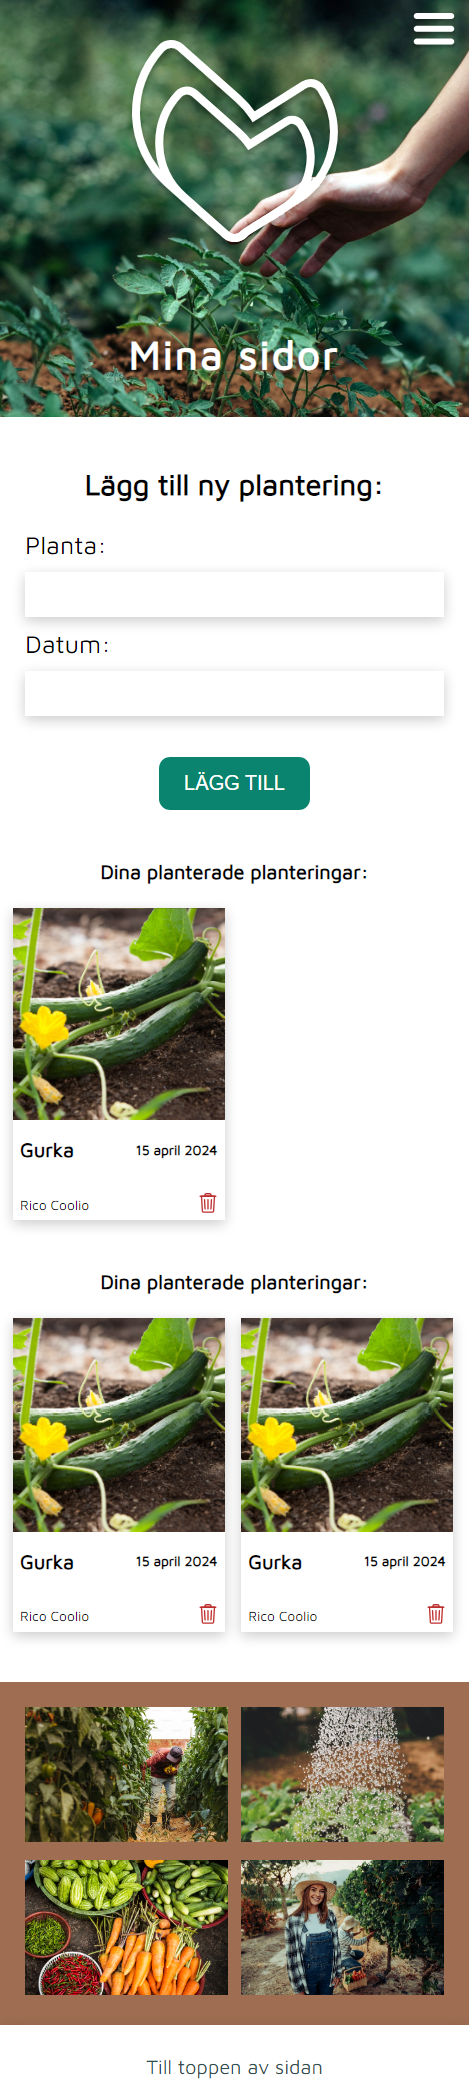 Mina sidor
Lägg till ny plantering:
Planta:
Datum:
LÄGG TILL
Dina planterade planteringar:
Gurka 15 april 2024
Rico Coolio
Dina planterade planteringar:
Gurka 15 april 2024 Gurka 15 april 2024
Rico Coolio Rico Coolio
Till toppen av sidan